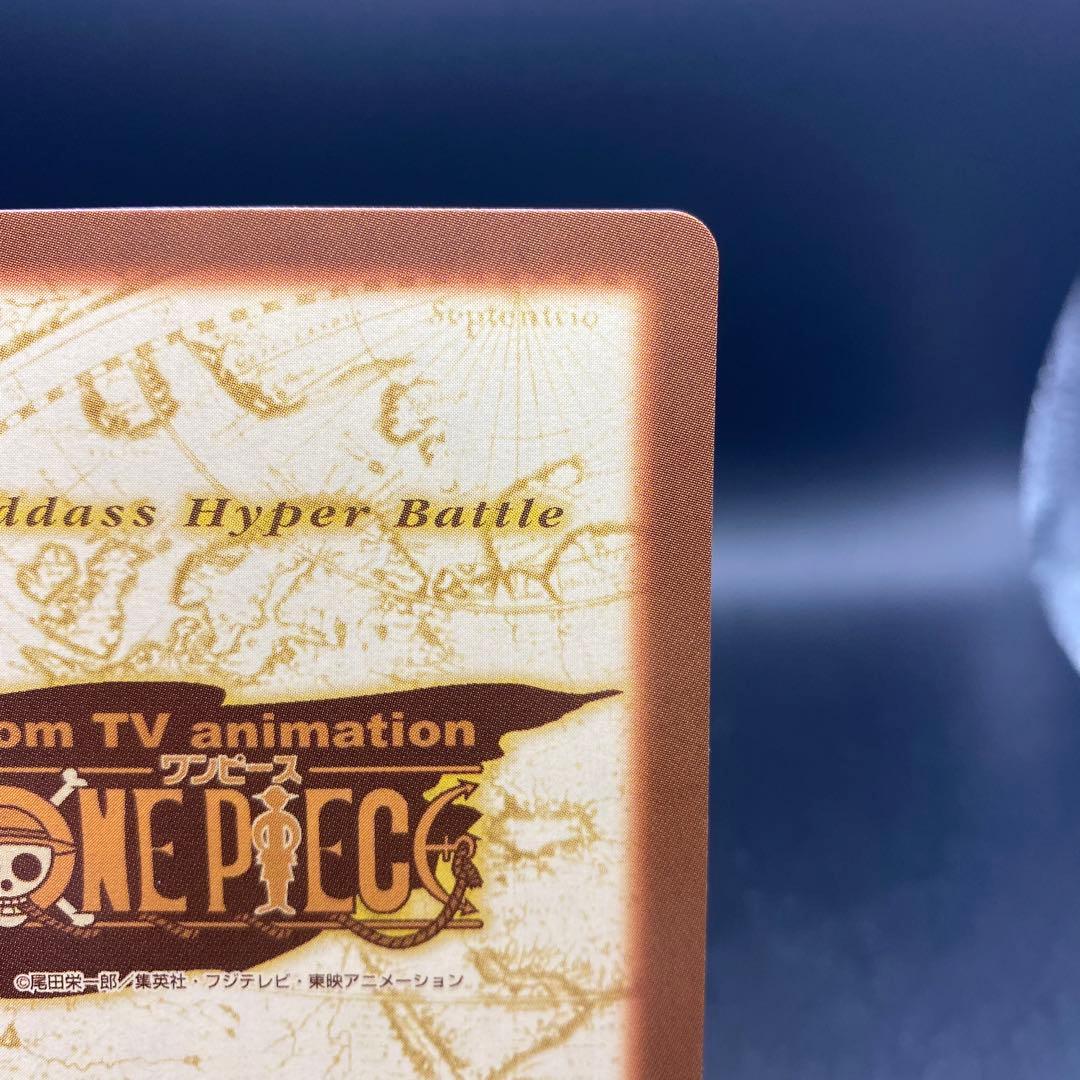 Septentrio
ddass Hyper Battle
om TV animation
ワンピース
ONE PIECE
©尾田栄一郎／集英社・フジテレビ・東映アニメーション